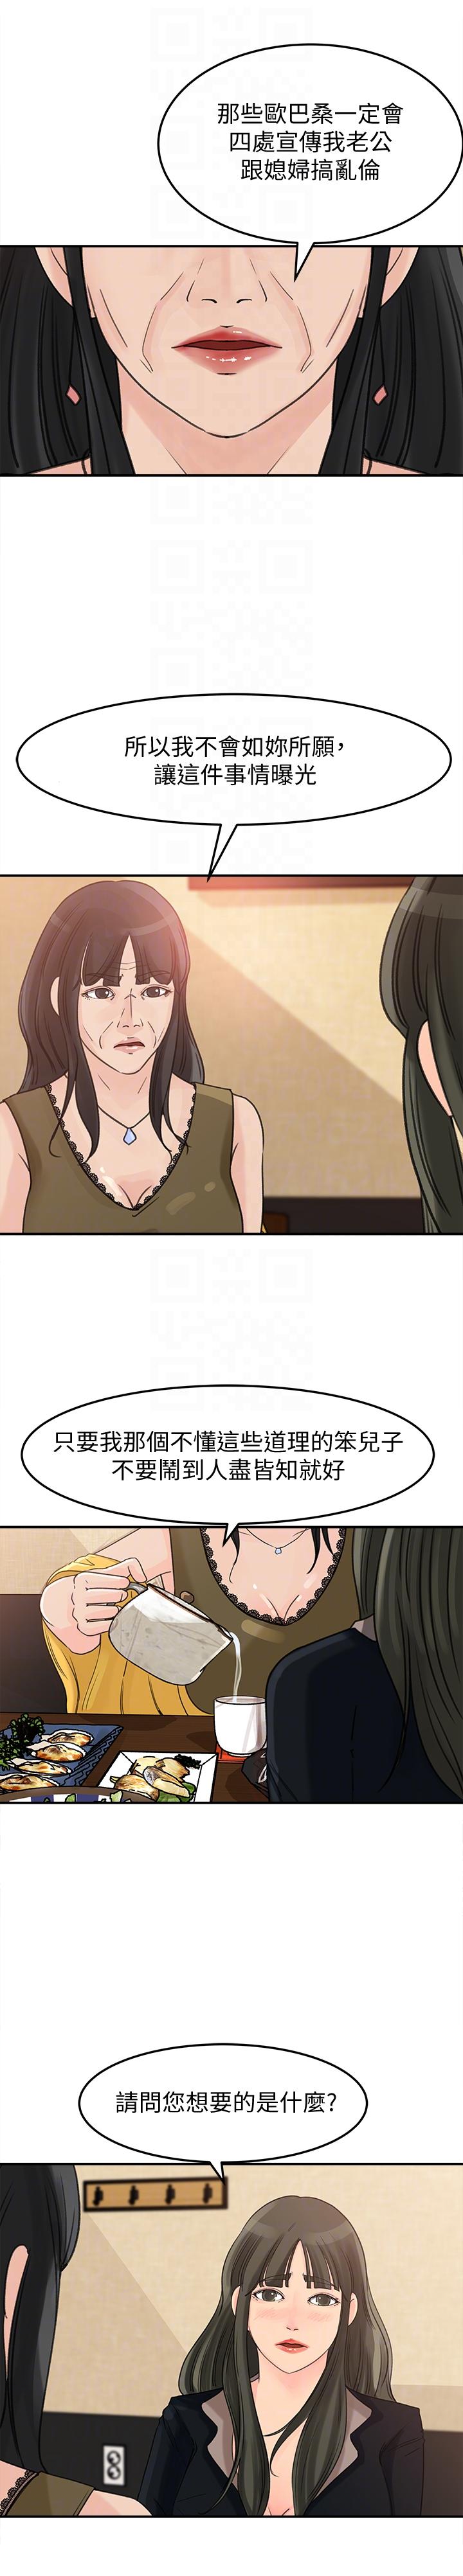 那些歐巴桑一定會
四處宣傳我老公
跟媳婦搞亂倫
所以我不會如妳所願，
讓這件事情曝光
只要我那個不懂這些道理的笨兒子
不要鬧到人盡皆知就好
請問您想要的是什麼？